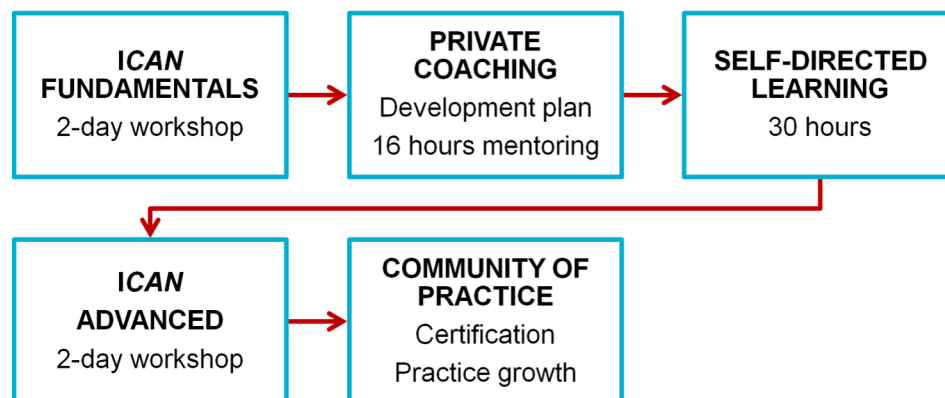 ICAN
FUNDAMENTALS
2-day workshop
PRIVATE
COACHING
Development plan
16 hours mentoring
SELF-DIRECTED
LEARNING
30 hours
ICAN
ADVANCED
2-day workshop
COMMUNITY OF
PRACTICE
Certification
Practice growth